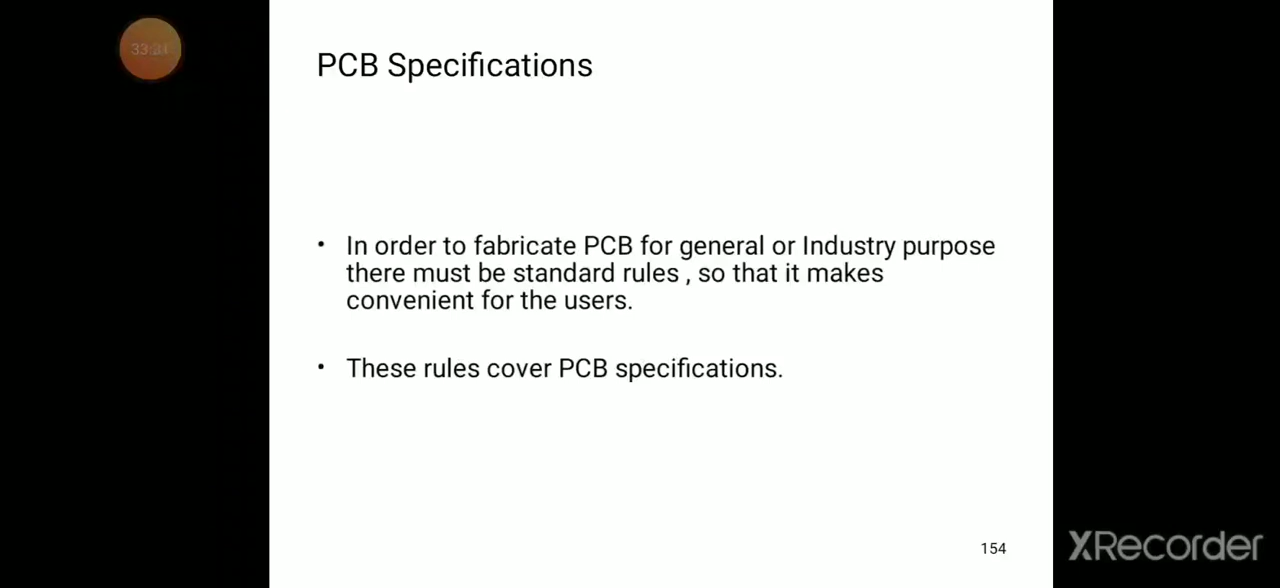 PCB Specifications
• In order to fabricate PCB for general or Industry purpose
there must be standard rules , so that it makes
convenient for the users.
• These rules cover PCB specifications.
154
XRecorder